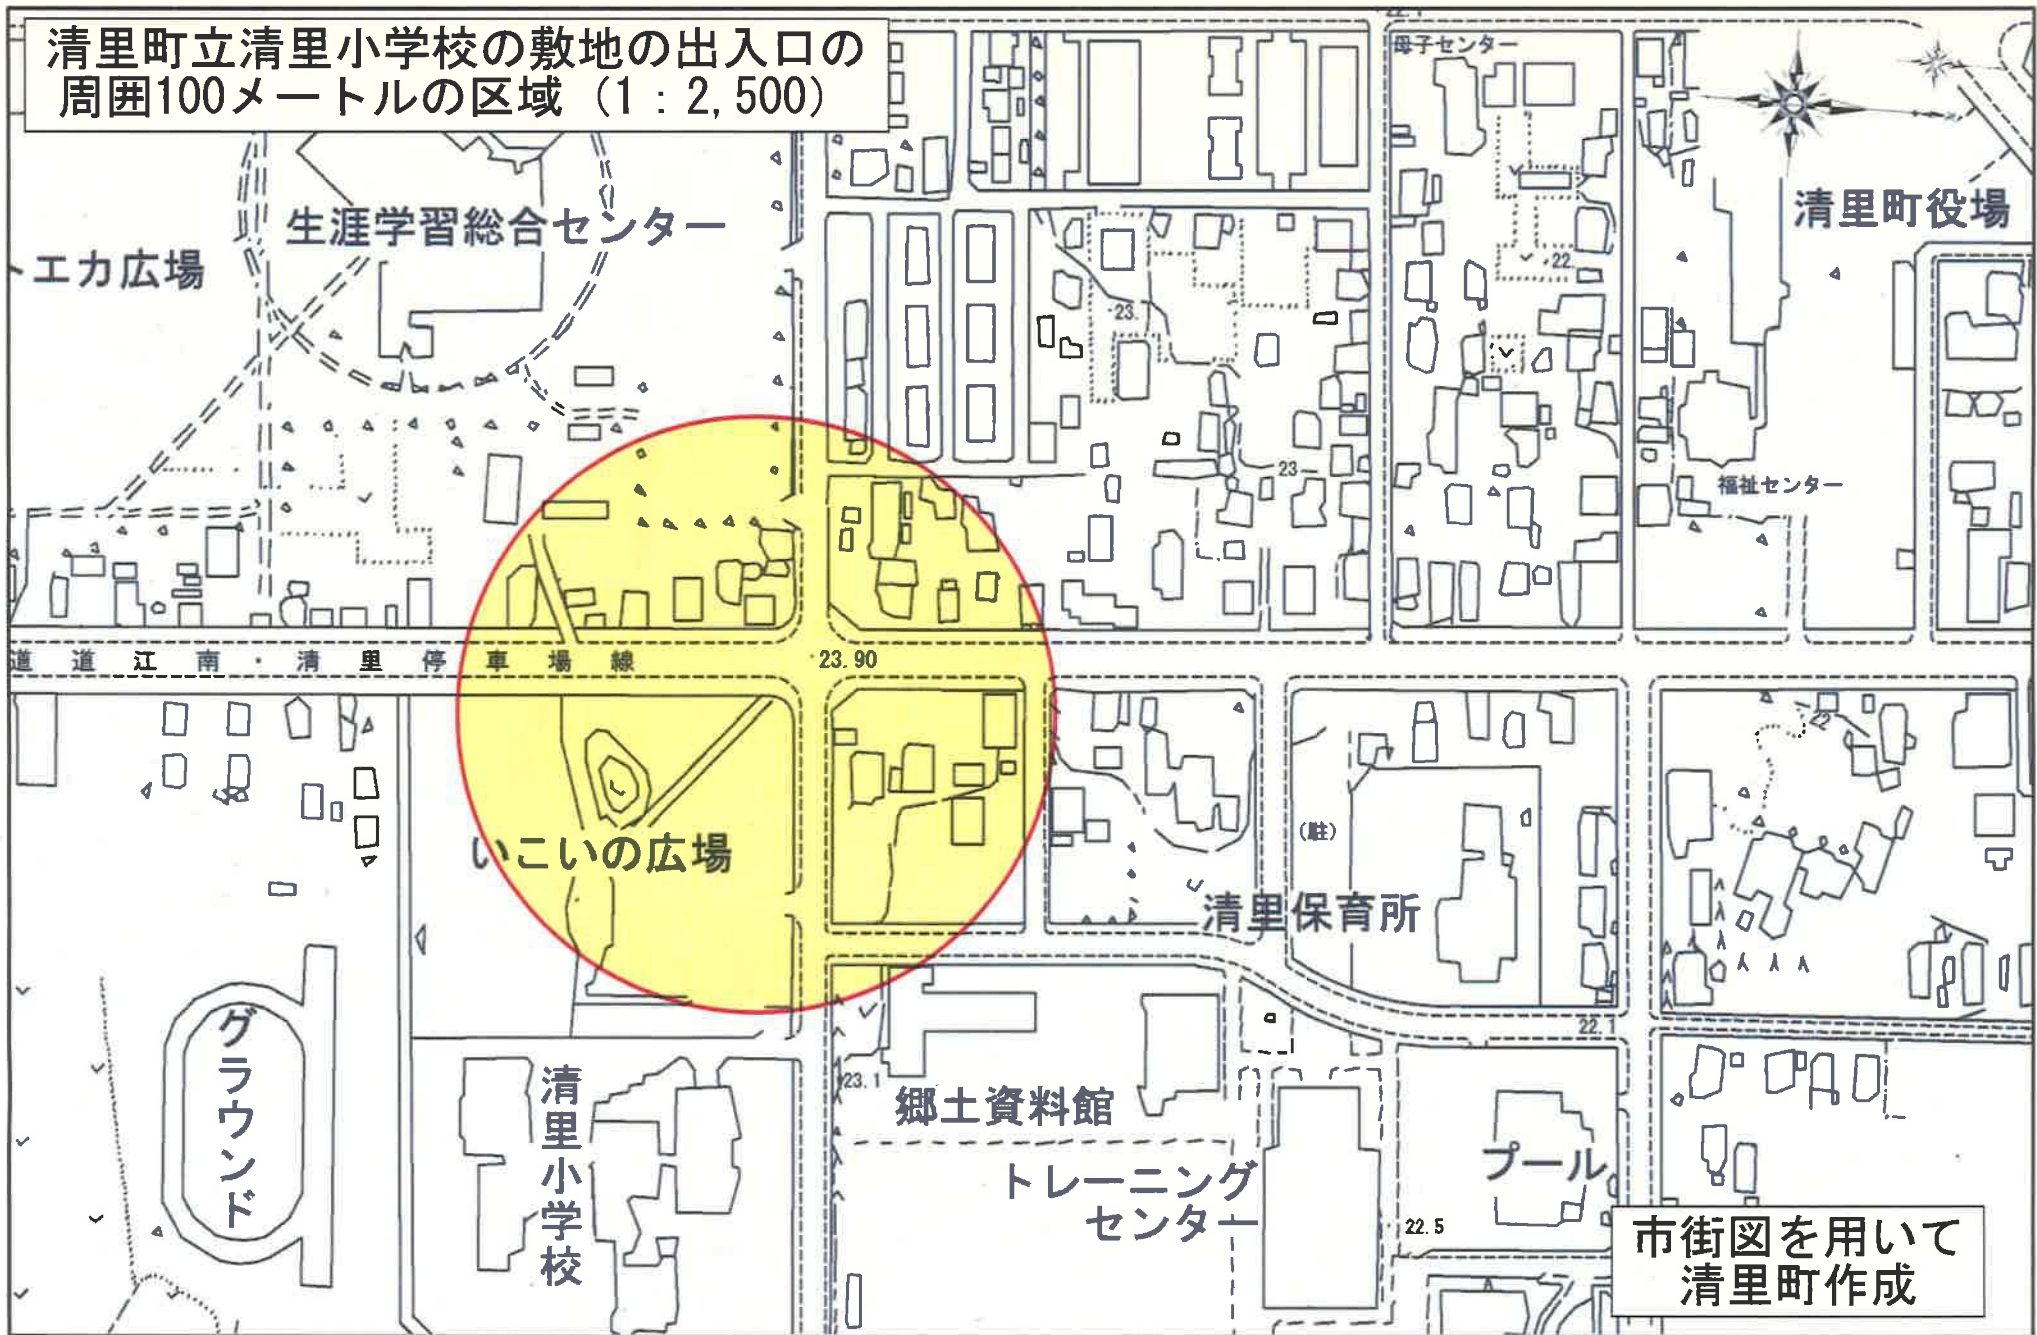 清里町立清里小学校の敷地の出入口の
周囲100メートルの区域（1：2,500）
母子センター
清里町役場
生涯学習総合センター
エカ広場
22
23.
23
福祉センター
道道江南・清里停車場線
23.90
22
いこいの広場
（駐）
清里保育所
22.1
グラウンド
清里小学校
23.1
郷土資料館
トレーニング
センター
プール
22.5
市街図を用いて
清里町作成